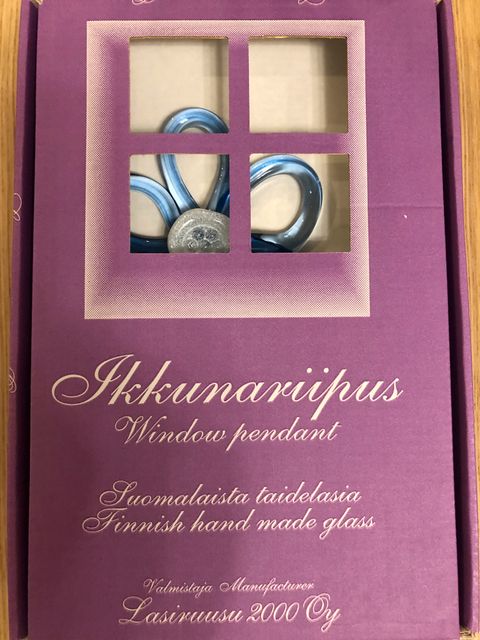 Ikkunariipus
Window pendant
Suomalaista taidelasia
Finnish hand made glass
Valmistaja Manufacturer
Lasiruusu 2000 Oy